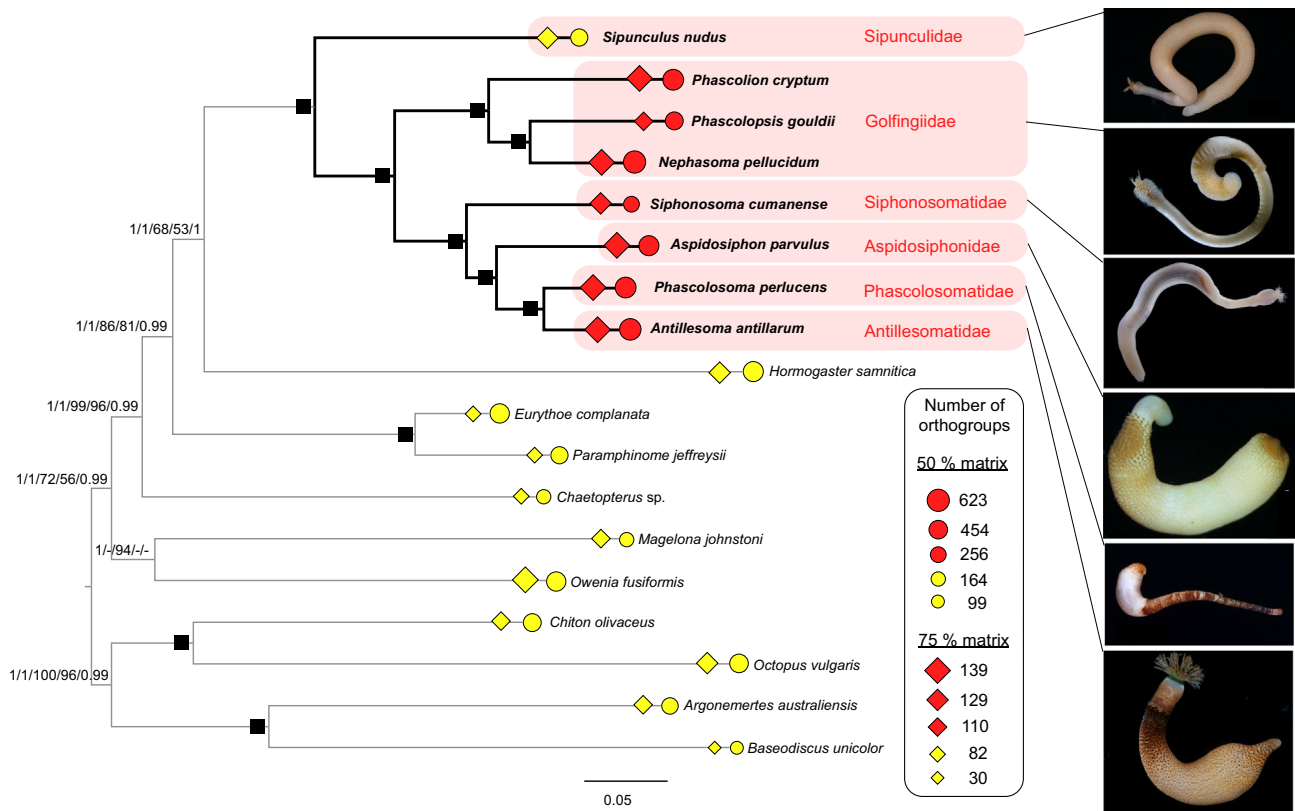 Sipunculus nudus Sipunculidae
Phascolion cryptum
Phascolopsis gouldii Golfingiidae
Nephasoma pellucidum
Siphonosoma cumanense Siphonosomatidae
Aspidosiphon parvulus Aspidosiphonidae
Phascolosoma perlucens Phascolosomatidae
Antillesoma antillarum Antillesomatidae
Hormogaster samnitica
Eurythoe complanata
Paramphinome jeffreysii
Chaetopterus sp.
Magelona johnstoni
Owenia fusiformis
Chiton olivaceus
Octopus vulgaris
Argonemertes australiensis
Baseodiscus unicolor
1/1/68/53/1
1/1/86/81/0.99
1/1/99/96/0.99
1/1/72/56/0.99
1/-/94/-/-
1/1/100/96/0.99
0.05
Number of
orthogroups
50 % matrix
623
454
256
164
99
75 % matrix
139
129
110
82
30